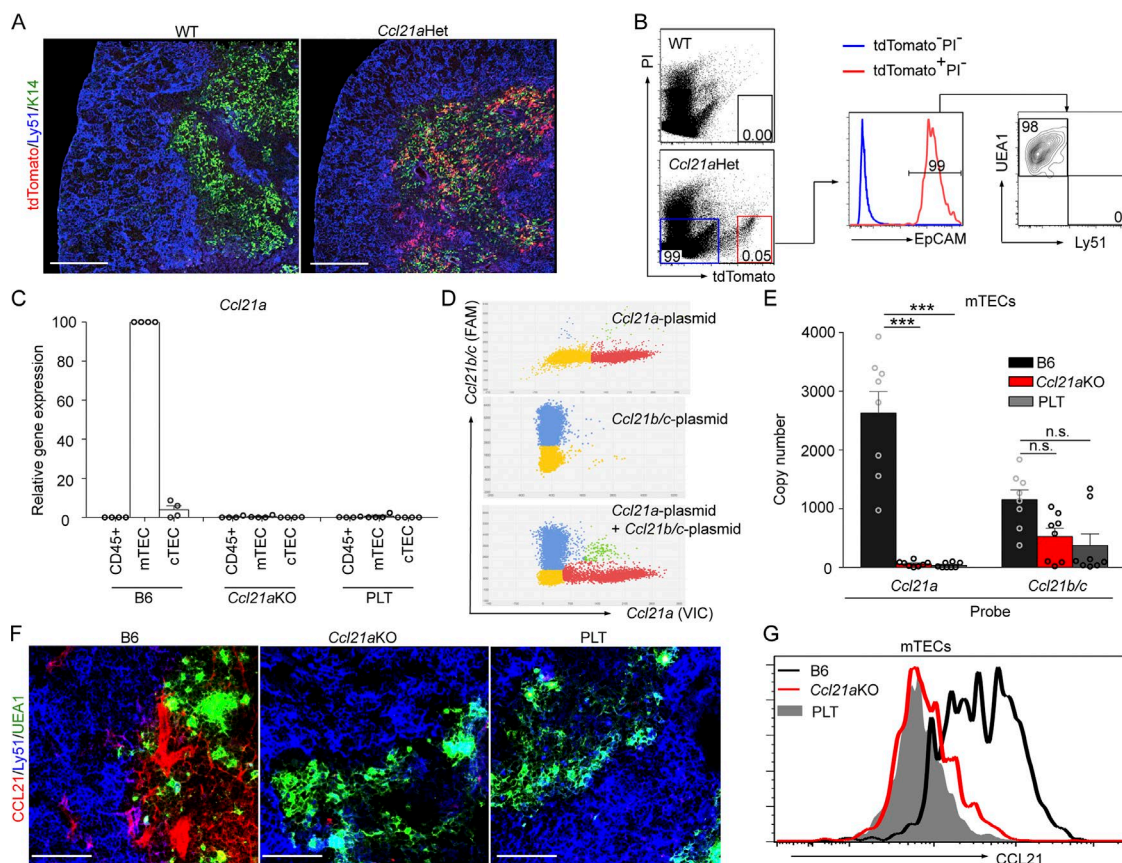 A
WT
Ccl21aHet
tdTomato/Ly51/K14
B
WT
PI
0.00
Ccl21aHet
99
0.05
tdTomato
tdTomato⁻PI⁻
tdTomato⁺PI⁻
99
EpCAM
98
UEA1
0
Ly51
C
Ccl21a
Relative gene expression
100
80
60
40
20
0
CD45+
mTEC
cTEC
CD45+
mTEC
cTEC
CD45+
mTEC
cTEC
B6
Ccl21aKO
PLT
D
Ccl21b/c (FAM)
Ccl21a-plasmid
Ccl21b/c-plasmid
Ccl21a-plasmid
+ Ccl21b/c-plasmid
Ccl21a (VIC)
E
mTECs
Copy number
4000
3000
2000
1000
0
***
***
B6
Ccl21aKO
PLT
n.s.
n.s.
Ccl21a
Ccl21b/c
Probe
F
B6
Ccl21aKO
PLT
CCL21/Ly51/UEA1
G
mTECs
B6
Ccl21aKO
PLT
CCL21